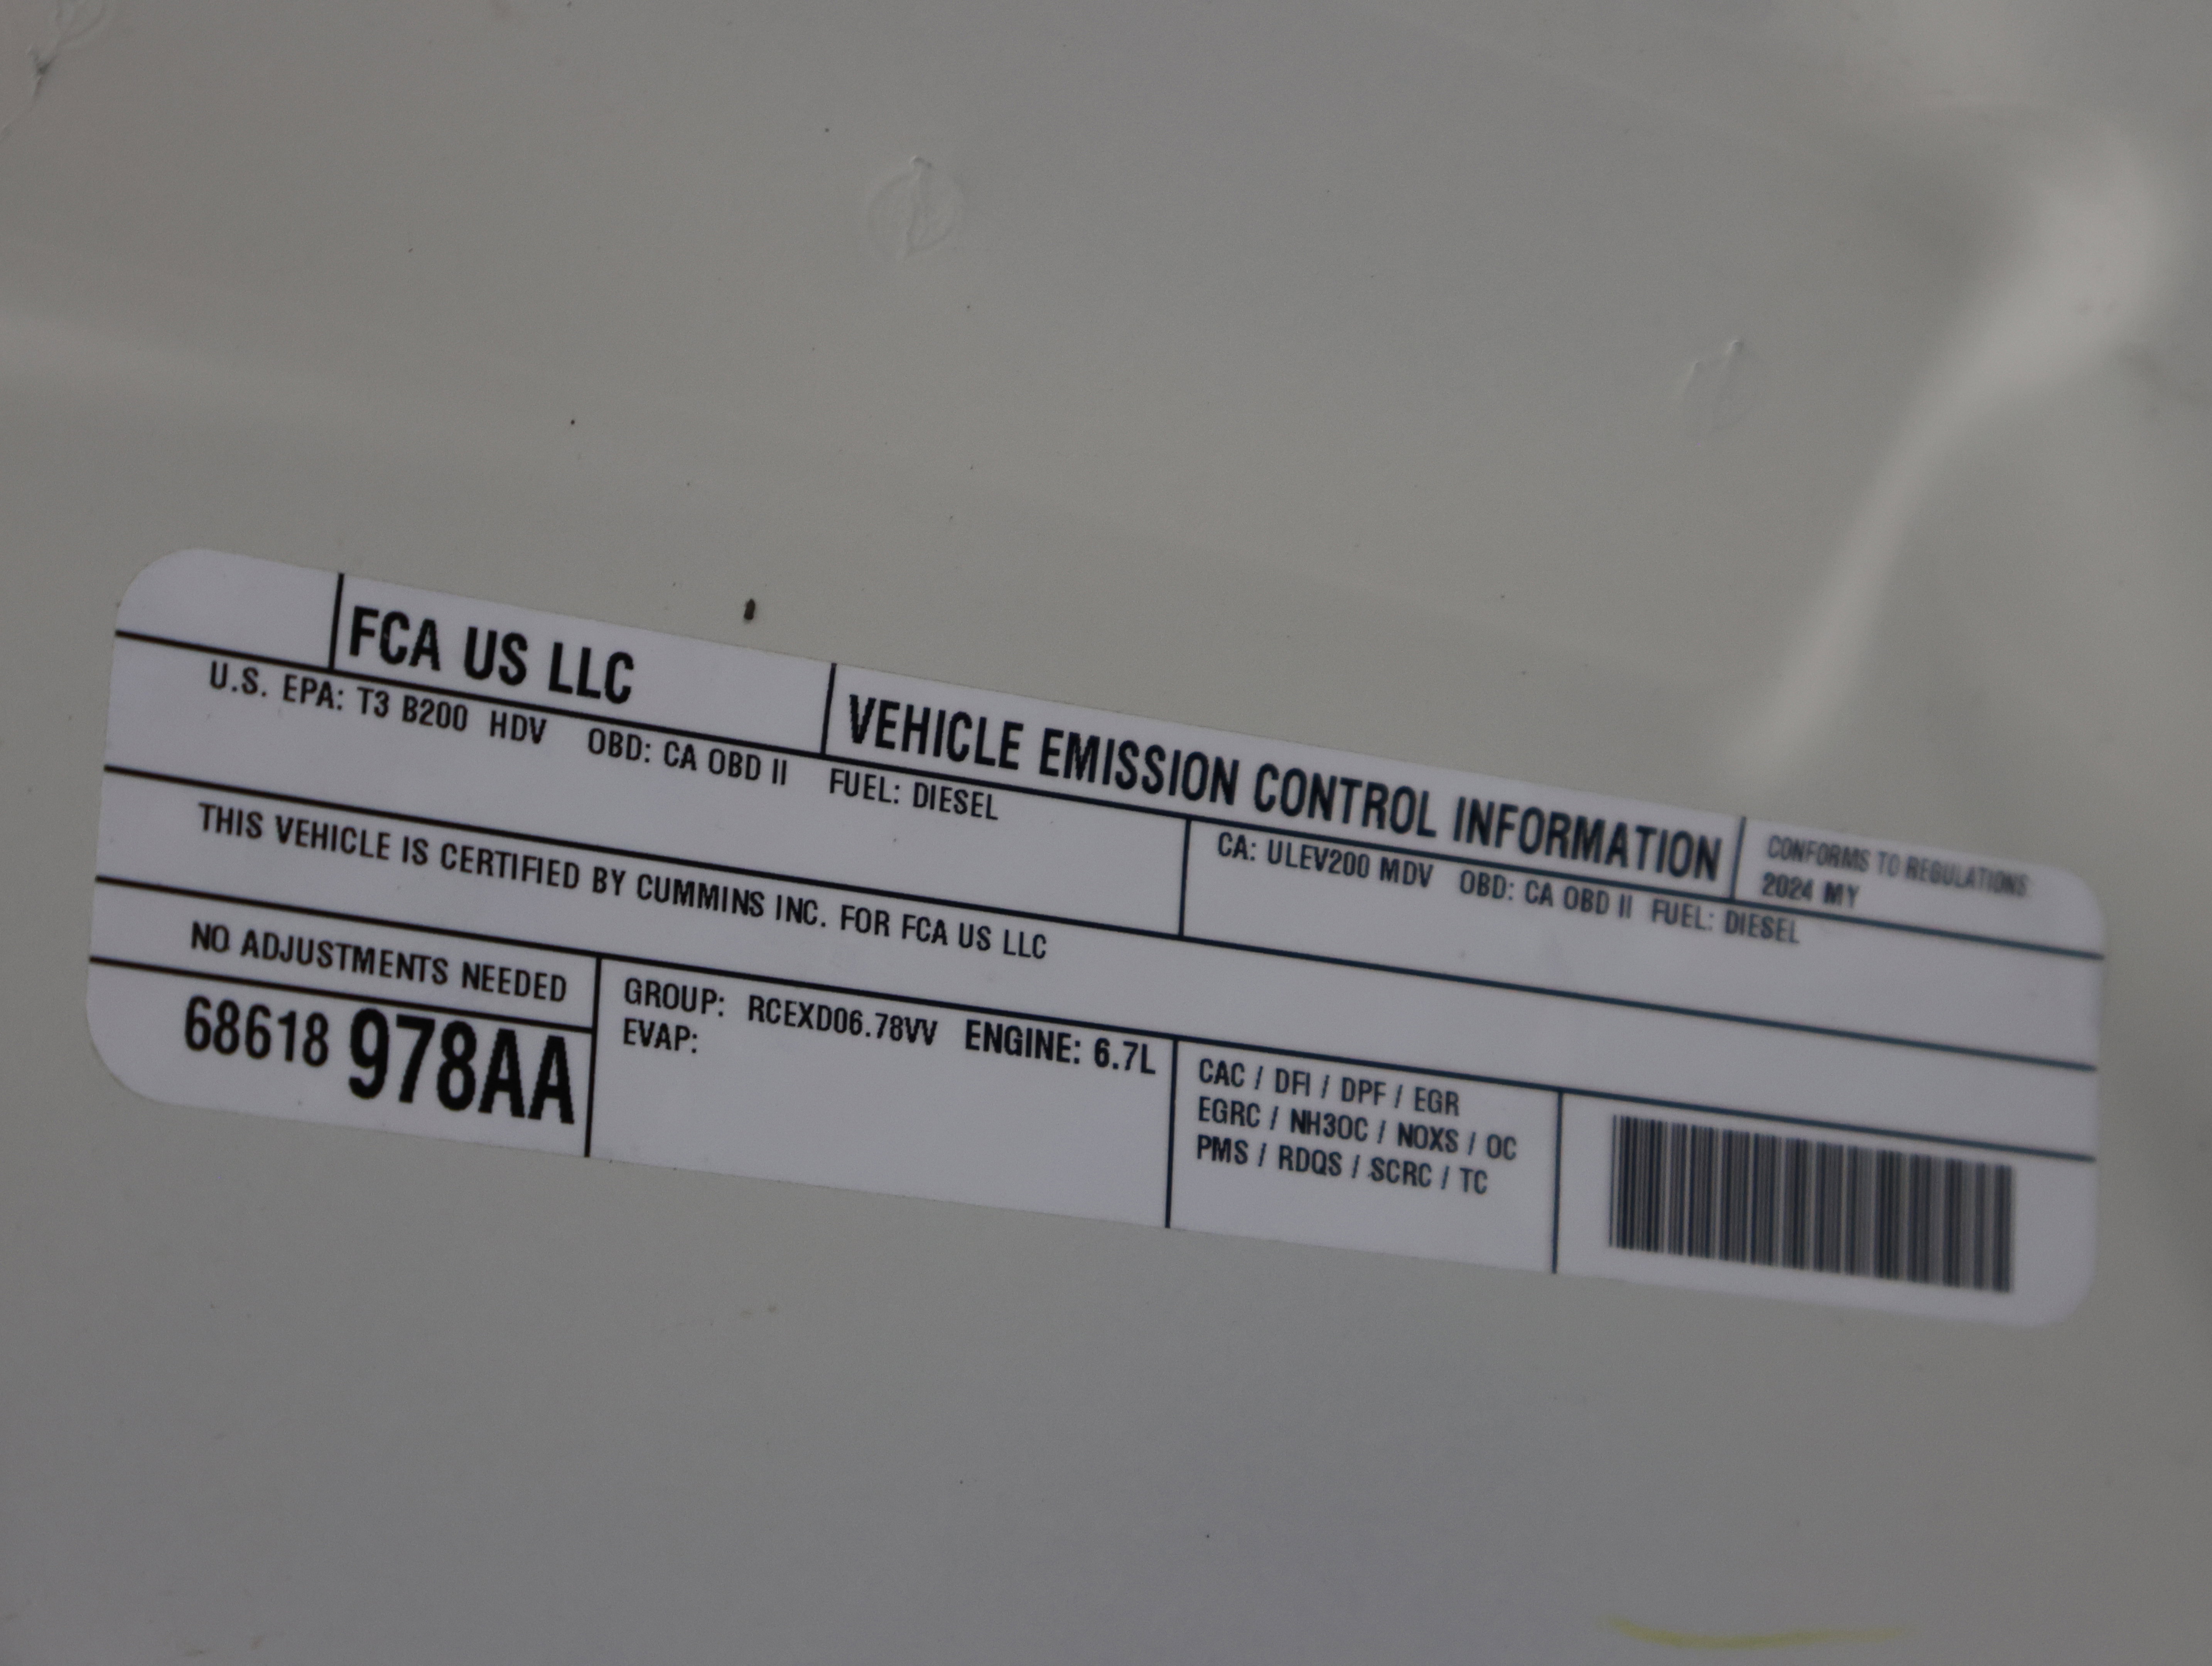 FCA US LLC
VEHICLE EMISSION CONTROL INFORMATION
CONFORMS TO REGULATIONS
2024 MY
U.S. EPA: T3 B200 HDV OBD: CA OBD II FUEL: DIESEL
CA: ULEV200 MDV OBD: CA OBD II FUEL: DIESEL
THIS VEHICLE IS CERTIFIED BY CUMMINS INC. FOR FCA US LLC
NO ADJUSTMENTS NEEDED
68618 978AA
GROUP: RCEXD06.78VV ENGINE: 6.7L
EVAP:
CAC / DFI / DPF / EGR
EGRC / NH3OC / NOXS / OC
PMS / RDQS / SCRC / TC